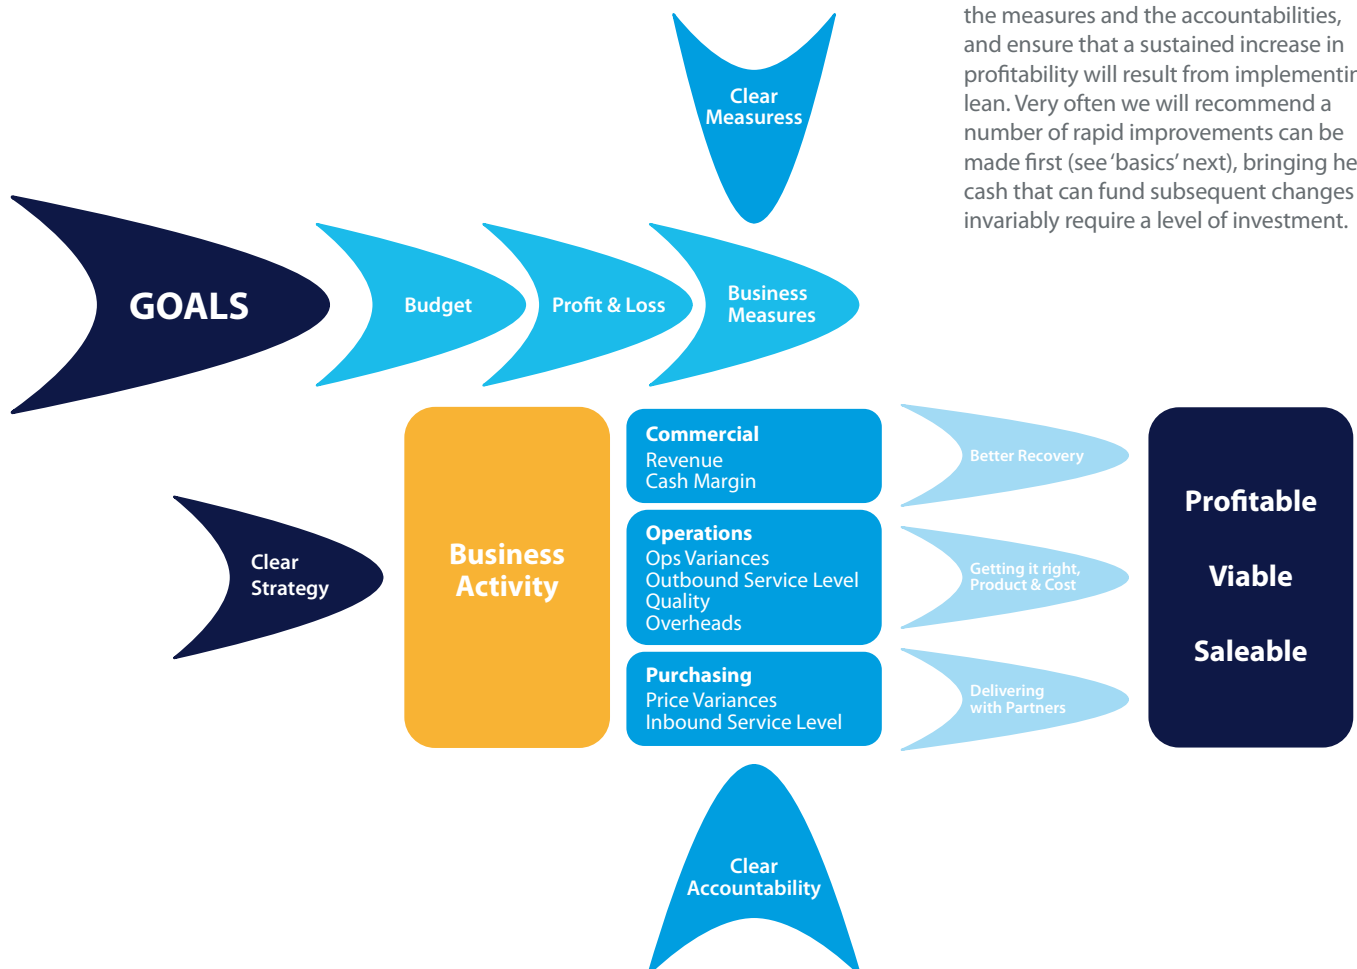 the measures and the accountabilities,
and ensure that a sustained increase in
profitability will result from
lean. Very often we will recommend a
number of rapid improvements can be
made first (see ‘basics’ next), bringing
cash that can fund subsequent changes
invariably require a level of investment.
Clear
Measuress
GOALS
Budget
Profit & Loss
Business
Measures
Clear
Strategy
Business
Activity
Commercial
Revenue
Cash Margin
Operations
Ops Variances
Outbound Service Level
Quality
Overheads
Purchasing
Price Variances
Inbound Service Level
Better Recovery
Getting it right,
Product & Cost
Delivering
with Partners
Profitable
Viable
Saleable
Clear
Accountability